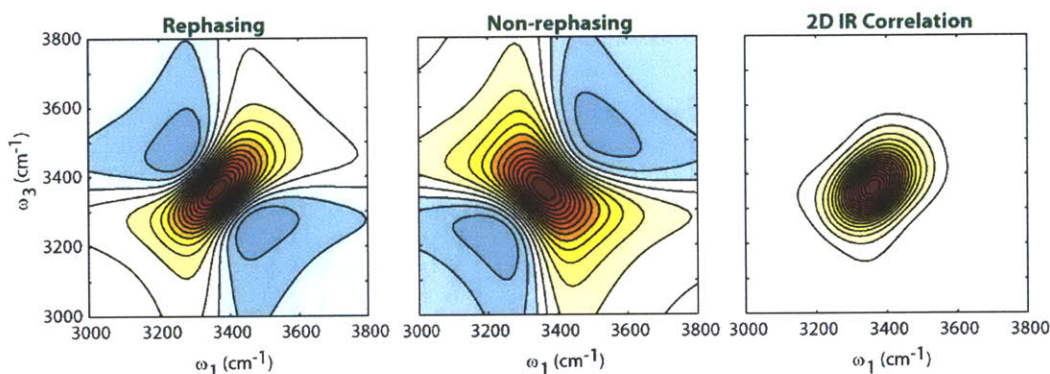 Rephasing
Non-rephasing
2D IR Correlation
ω3 (cm-1)
3800
3600
3400
3200
3000
3000 3200 3400 3600 3800
3000 3200 3400 3600 3800
3000 3200 3400 3600 3800
ω1 (cm-1)
ω1 (cm-1)
ω1 (cm-1)